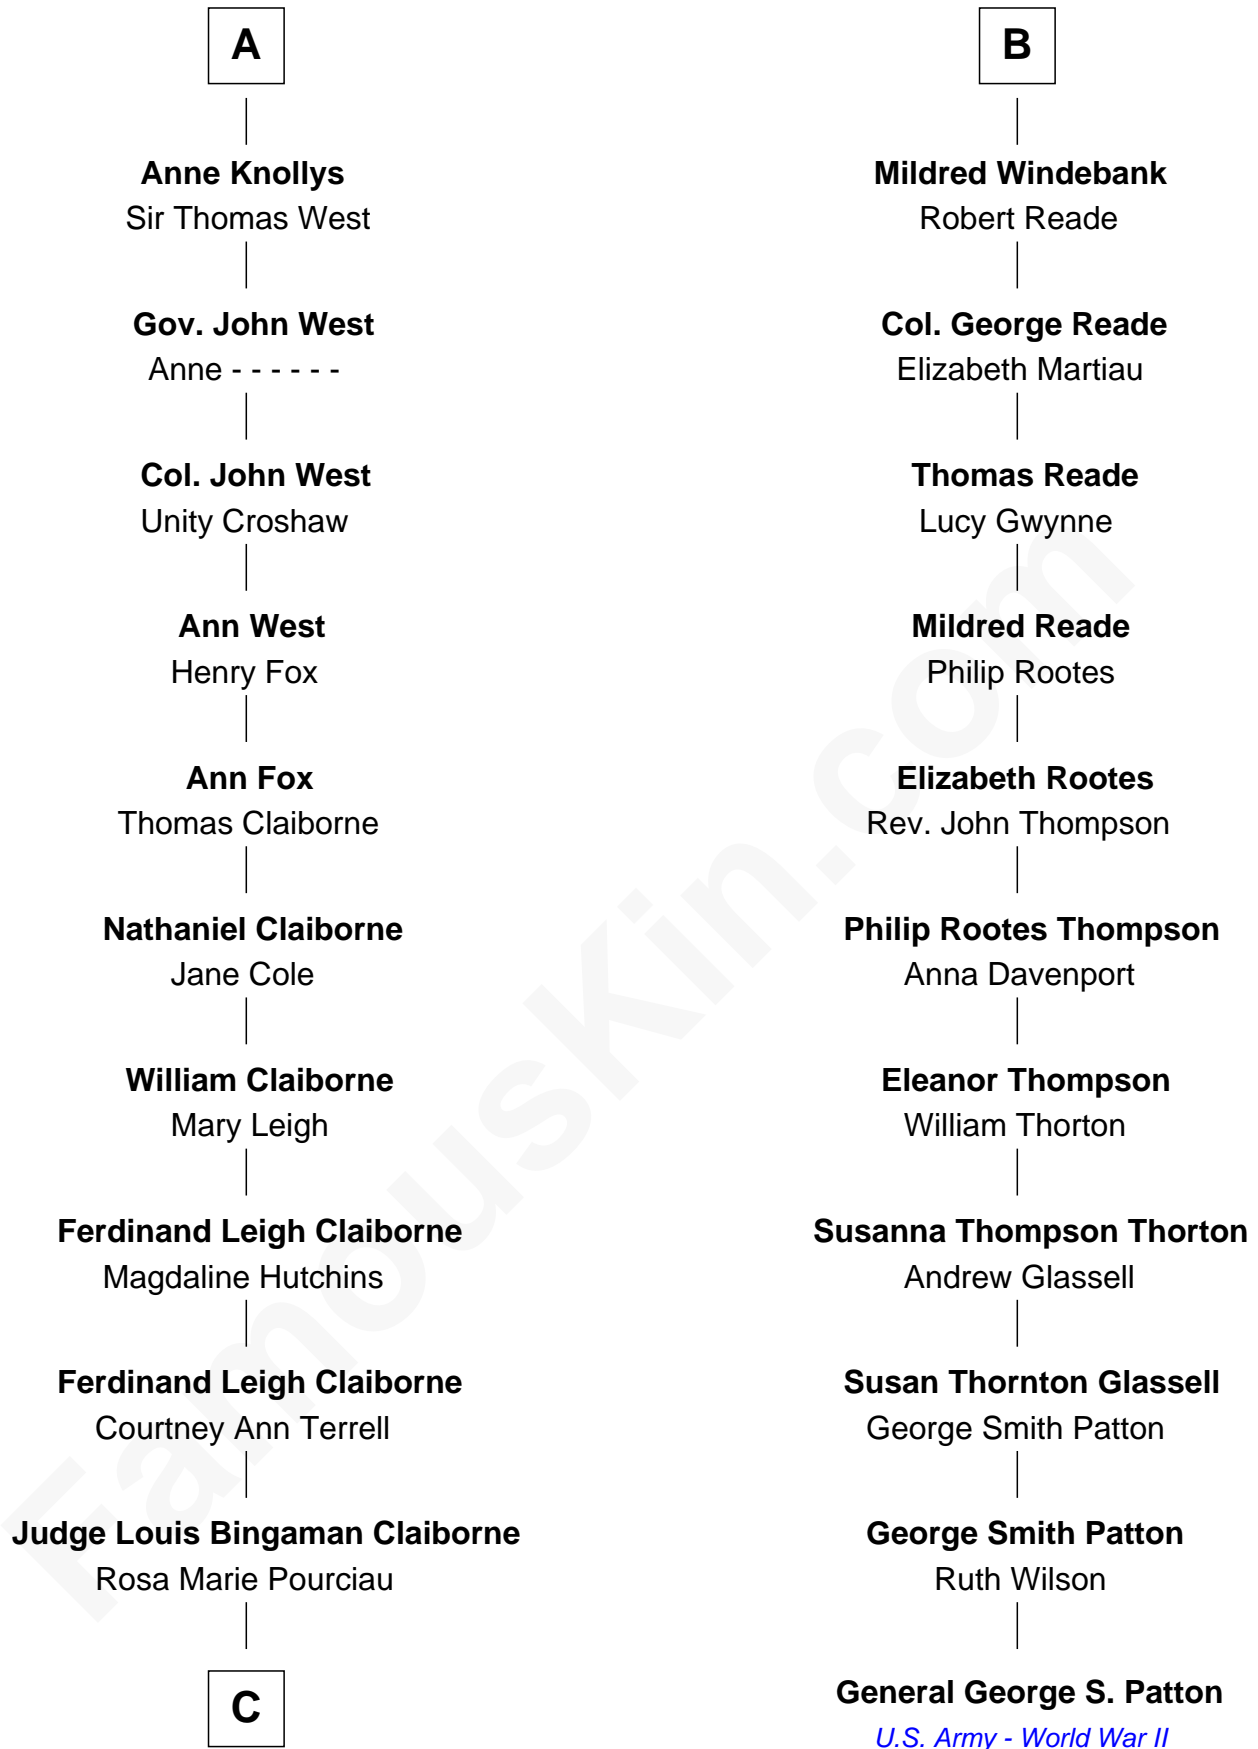 A
Anne Knollys
Sir Thomas West
Gov. John West
Anne - - - - - -
Col. John West
Unity Croshaw
Ann West
Henry Fox
Ann Fox
Thomas Claiborne
Nathaniel Claiborne
Jane Cole
William Claiborne
Mary Leigh
Ferdinand Leigh Claiborne
Magdaline Hutchins
Ferdinand Leigh Claiborne
Courtney Ann Terrell
Judge Louis Bingaman Claiborne
Rosa Marie Pourciau
C
B
Mildred Windebank
Robert Reade
Col. George Reade
Elizabeth Martiau
Thomas Reade
Lucy Gwynne
Mildred Reade
Philip Rootes
Elizabeth Rootes
Rev. John Thompson
Philip Rootes Thompson
Anna Davenport
Eleanor Thompson
William Thorton
Susanna Thompson Thorton
Andrew Glassell
Susan Thornton Glassell
George Smith Patton
George Smith Patton
Ruth Wilson
General George S. Patton
U.S. Army - World War II
FamousKin.com